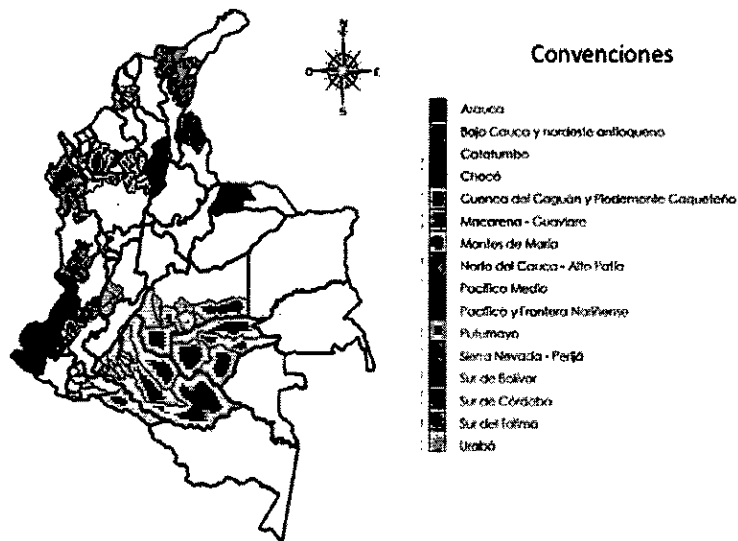 N
O E
S
Convenciones
Arauca
Bajo Cauca y nordeste antioqueno
Catatumbo
Chocó
Cuenca del Caguán y Piedemonte Caqueteño
Macarena - Guaviare
Montes de María
Norte del Cauca - Alto Patía
Pacífico Medio
Pacífico y Frontera Nariñense
Putumayo
Sierra Nevada - Perijá
Sur de Bolívar
Sur de Córdoba
Sur del Tolima
Urabá